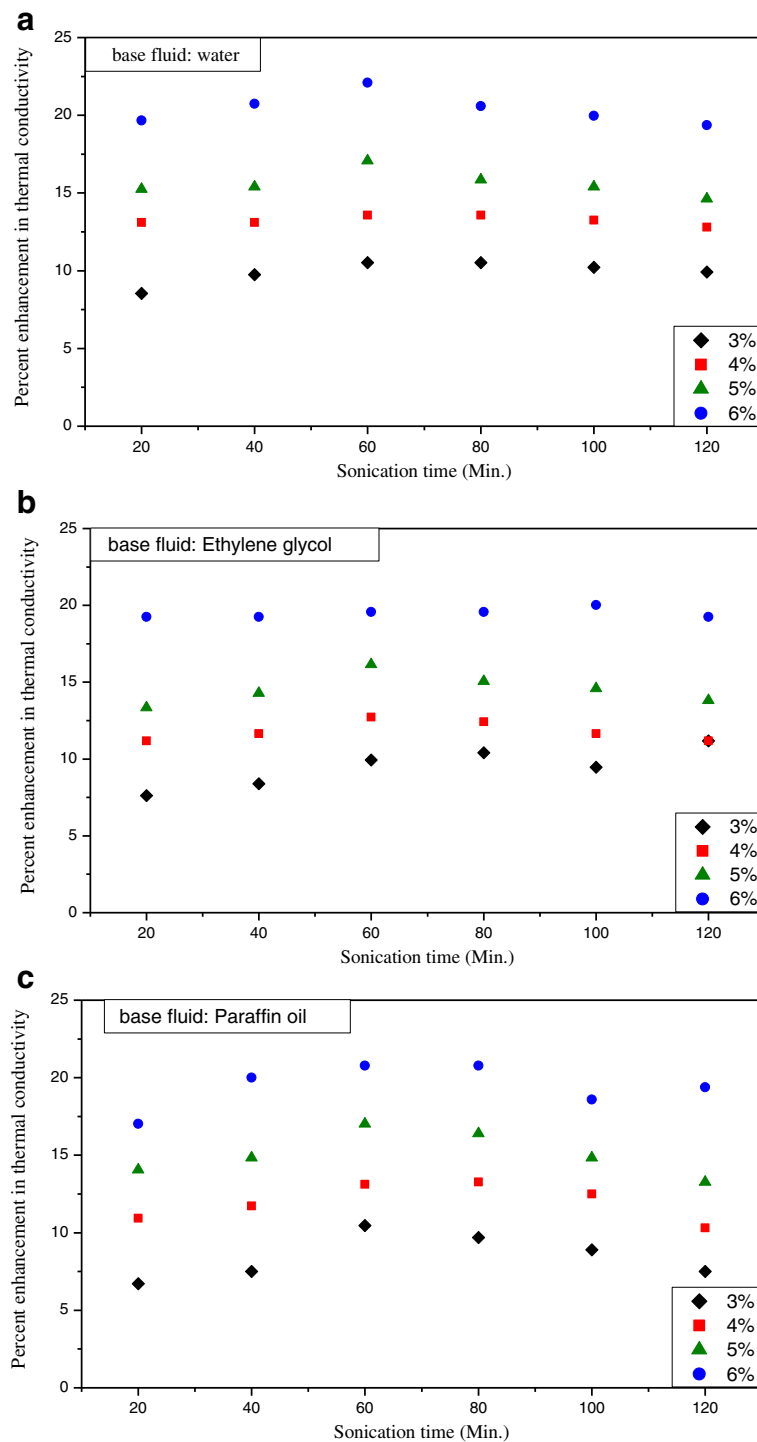 a
25
base fluid: water
20
15
10
5
0
Percent enhancement in thermal conductivity
3%
4%
5%
6%
20 40 60 80 100 120
Sonication time (Min.)
b
25
base fluid: Ethylene glycol
20
15
10
5
0
Percent enhancement in thermal conductivity
3%
4%
5%
6%
20 40 60 80 100 120
Sonication time (Min.)
c
25
base fluid: Paraffin oil
20
15
10
5
0
Percent enhancement in thermal conductivity
3%
4%
5%
6%
20 40 60 80 100 120
Sonication time (Min.)